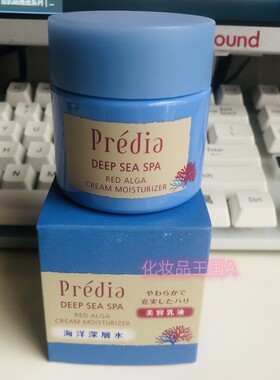 ound
Prédia
DEEP SEA SPA
RED ALGA
CREAM MOISTURIZER
化妆品王国A
Prédia
DEEP SEA SPA
RED ALGA
CREAM MOISTURIZER
海洋深層水
やわらかで
充実したハリ
美容乳液